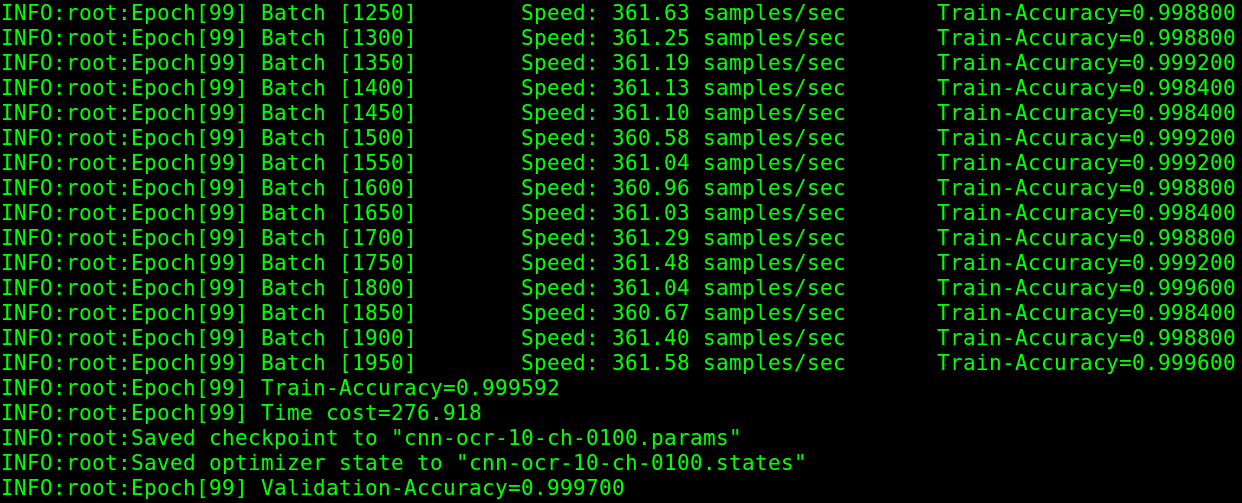 INFO:root:Epoch[99] Batch [1250]	Speed: 361.63 samples/sec	Train-Accuracy=0.998800
INFO:root:Epoch[99] Batch [1300]	Speed: 361.25 samples/sec	Train-Accuracy=0.998800
INFO:root:Epoch[99] Batch [1350]	Speed: 361.19 samples/sec	Train-Accuracy=0.999200
INFO:root:Epoch[99] Batch [1400]	Speed: 361.13 samples/sec	Train-Accuracy=0.998400
INFO:root:Epoch[99] Batch [1450]	Speed: 361.10 samples/sec	Train-Accuracy=0.998400
INFO:root:Epoch[99] Batch [1500]	Speed: 360.58 samples/sec	Train-Accuracy=0.999200
INFO:root:Epoch[99] Batch [1550]	Speed: 361.04 samples/sec	Train-Accuracy=0.999200
INFO:root:Epoch[99] Batch [1600]	Speed: 360.96 samples/sec	Train-Accuracy=0.998800
INFO:root:Epoch[99] Batch [1650]	Speed: 361.03 samples/sec	Train-Accuracy=0.998400
INFO:root:Epoch[99] Batch [1700]	Speed: 361.29 samples/sec	Train-Accuracy=0.998800
INFO:root:Epoch[99] Batch [1750]	Speed: 361.48 samples/sec	Train-Accuracy=0.999200
INFO:root:Epoch[99] Batch [1800]	Speed: 361.04 samples/sec	Train-Accuracy=0.999600
INFO:root:Epoch[99] Batch [1850]	Speed: 360.67 samples/sec	Train-Accuracy=0.998400
INFO:root:Epoch[99] Batch [1900]	Speed: 361.40 samples/sec	Train-Accuracy=0.998800
INFO:root:Epoch[99] Batch [1950]	Speed: 361.58 samples/sec	Train-Accuracy=0.999600
INFO:root:Epoch[99] Train-Accuracy=0.999592
INFO:root:Epoch[99] Time cost=276.918
INFO:root:Saved checkpoint to "cnn-ocr-10-ch-0100.params"
INFO:root:Saved optimizer state to "cnn-ocr-10-ch-0100.states"
INFO:root:Epoch[99] Validation-Accuracy=0.999700